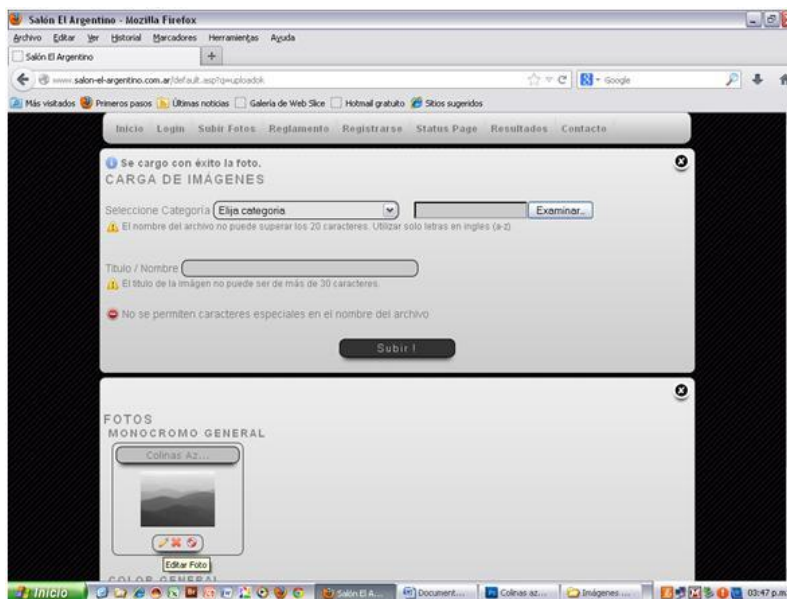 Salón El Argentino - Mozilla Firefox
Archivo Editar Ver Historial Marcadores Herramientas Ayuda
Salón El Argentino
www.salon-el-argentino.com.ar/default.asp?q=uploadok
Google
Más visitados Primeros pasos Últimas noticias Galería de Web Slice Hotmail gratuito Sitios sugeridos
Inicio Login Subir Fotos Reglamento Registrarse Status Page Resultados Contacto
Se cargo con éxito la foto.
CARGA DE IMÁGENES
Seleccione Categoría Elija categoria Examinar..
El nombre del archivo no puede superar los 20 caracteres. Utilizar solo letras en ingles (a-z)
Titulo / Nombre
El titulo de la imágen no puede ser de más de 30 caracteres.
No se permiten caracteres especiales en el nombre del archivo
Subir !
FOTOS
MONOCROMO GENERAL
Colinas Az...
Editar Foto
COLOR GENERAL
Inicio Salón El A... Document... Colinas az... Imágenes ... 03:47 p.m.